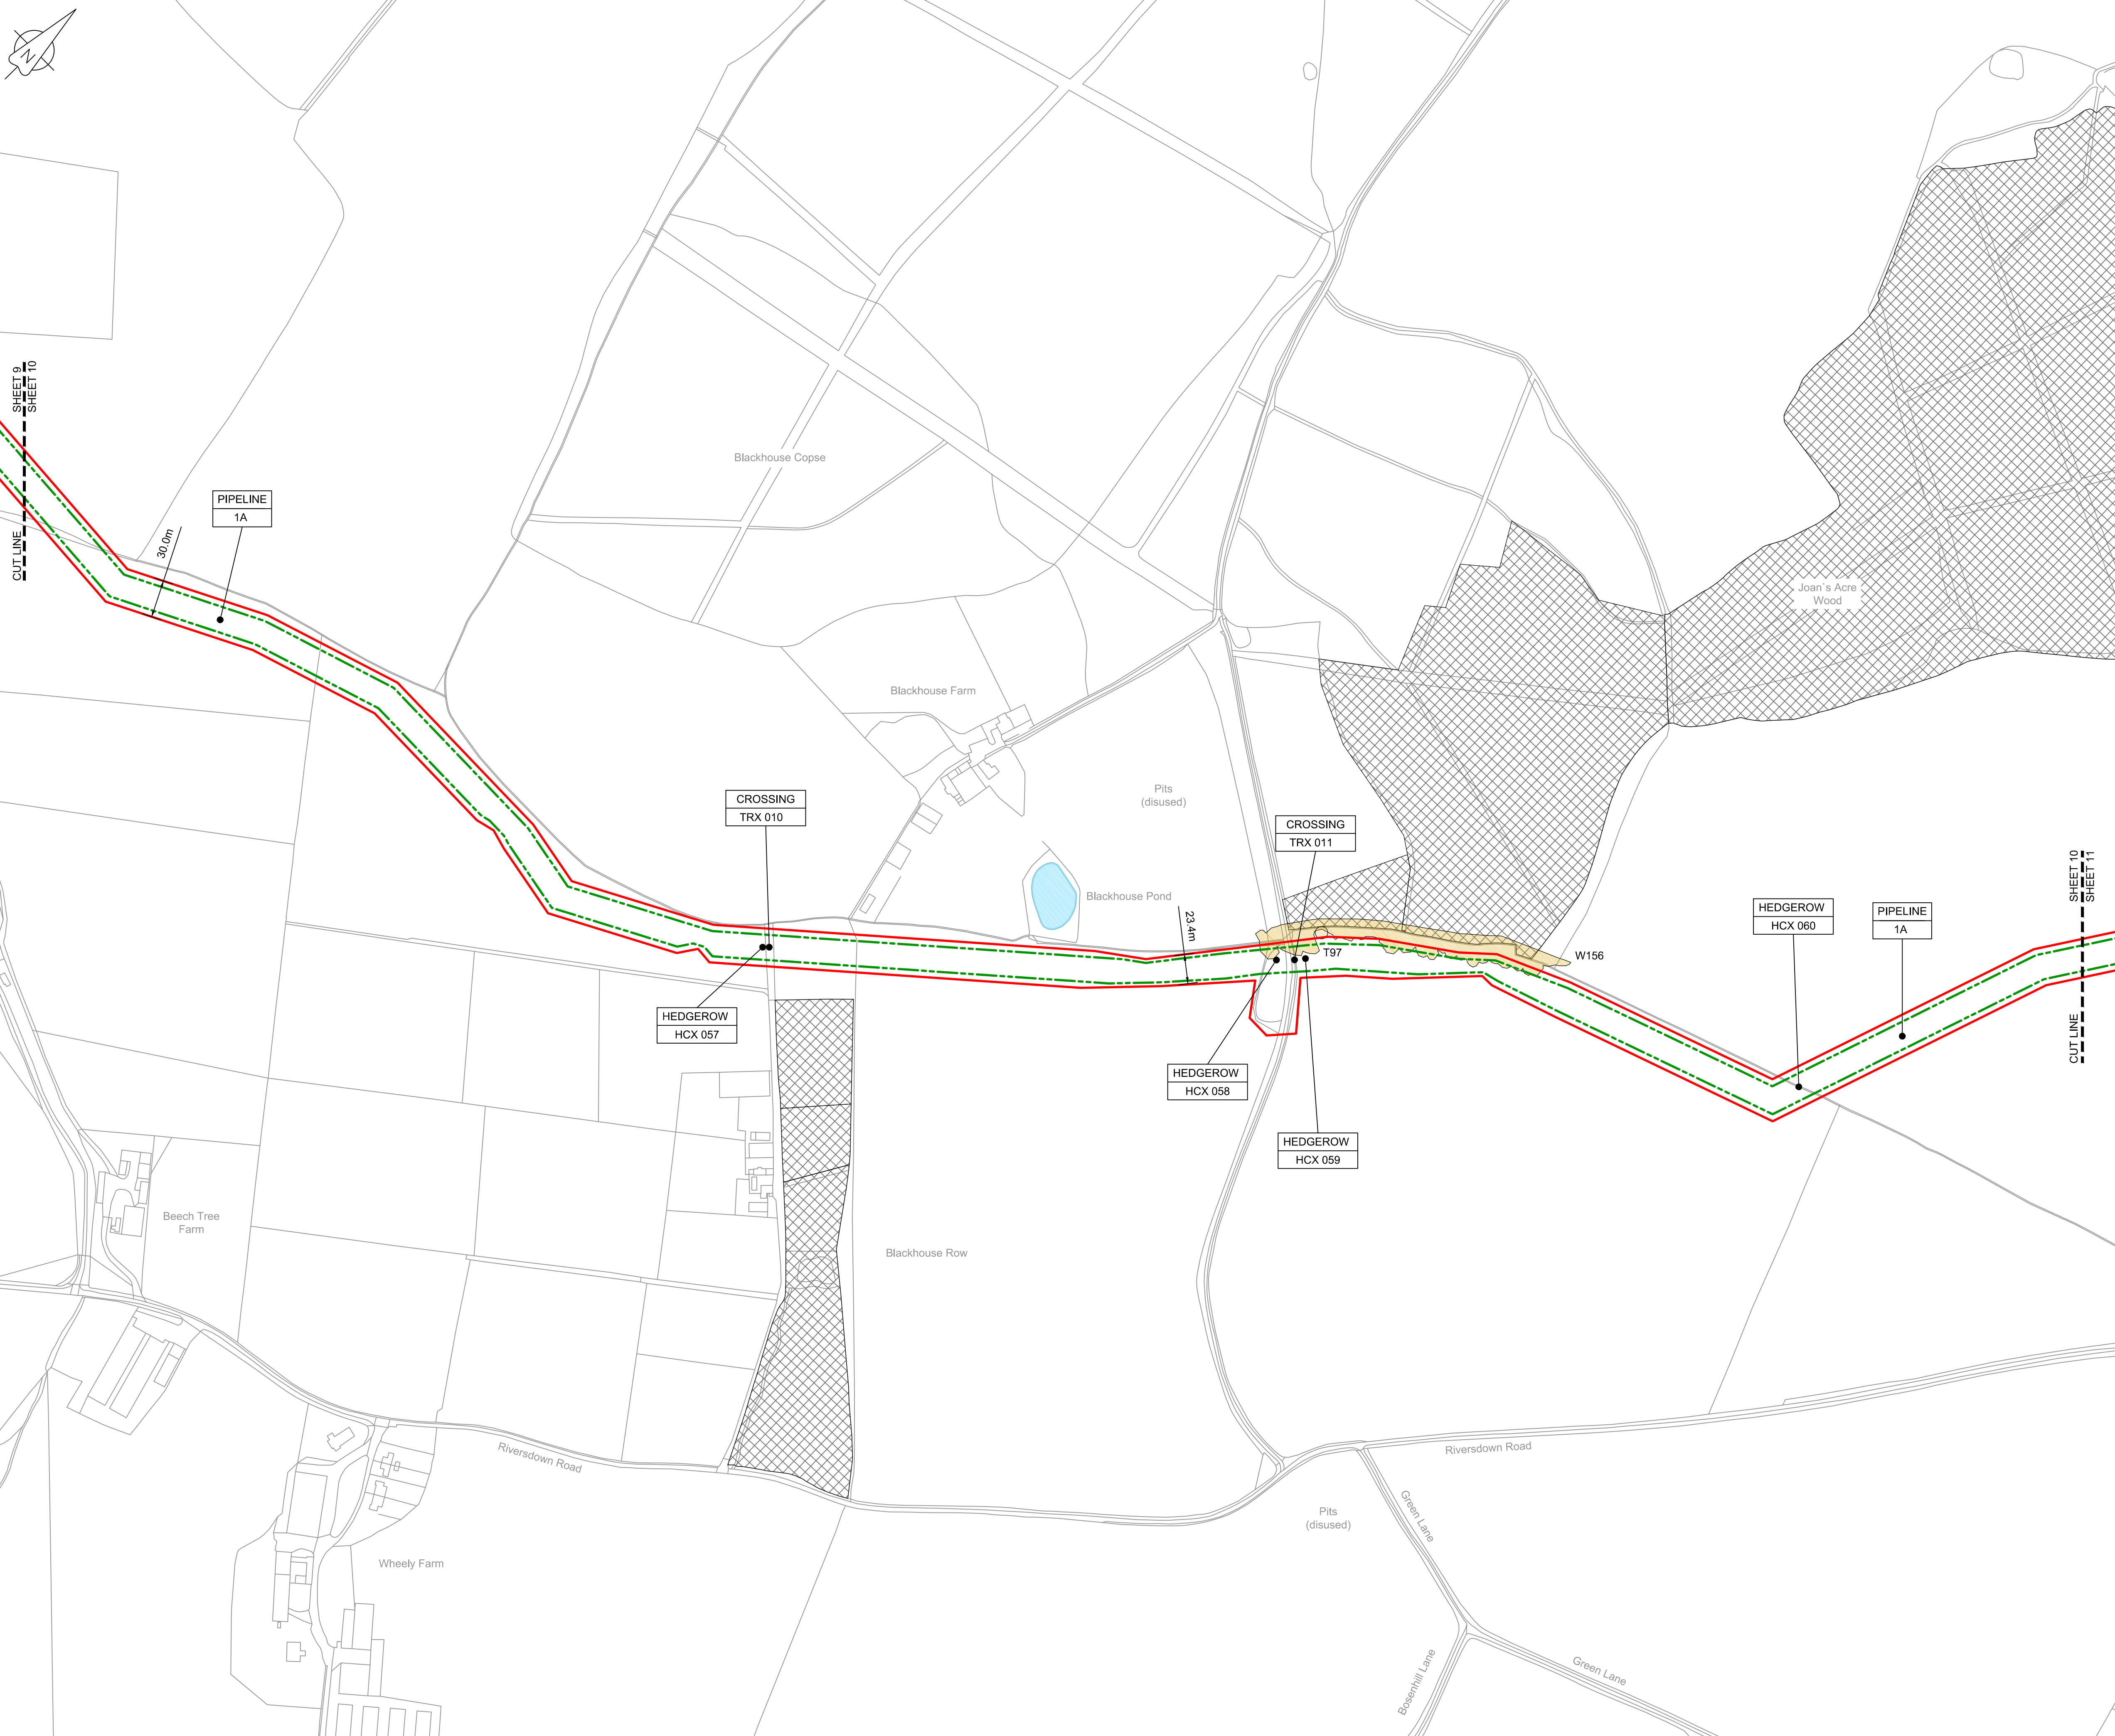 N
SHEET 9
SHEET 10
CUT LINE
PIPELINE
1A
30.0m
Blackhouse Copse
Joan`s Acre
Wood
Blackhouse Farm
CROSSING
TRX 010
Pits
(disused)
CROSSING
TRX 011
Blackhouse Pond
23.4m
T97
W156
HEDGEROW
HCX 060
PIPELINE
1A
SHEET 10
SHEET 11
CUT LINE
HEDGEROW
HCX 057
HEDGEROW
HCX 058
HEDGEROW
HCX 059
Beech Tree
Farm
Blackhouse Row
Riversdown Road
Riversdown Road
Green Lane
Pits
(disused)
Wheely Farm
Green Lane
Bosenhill Lane